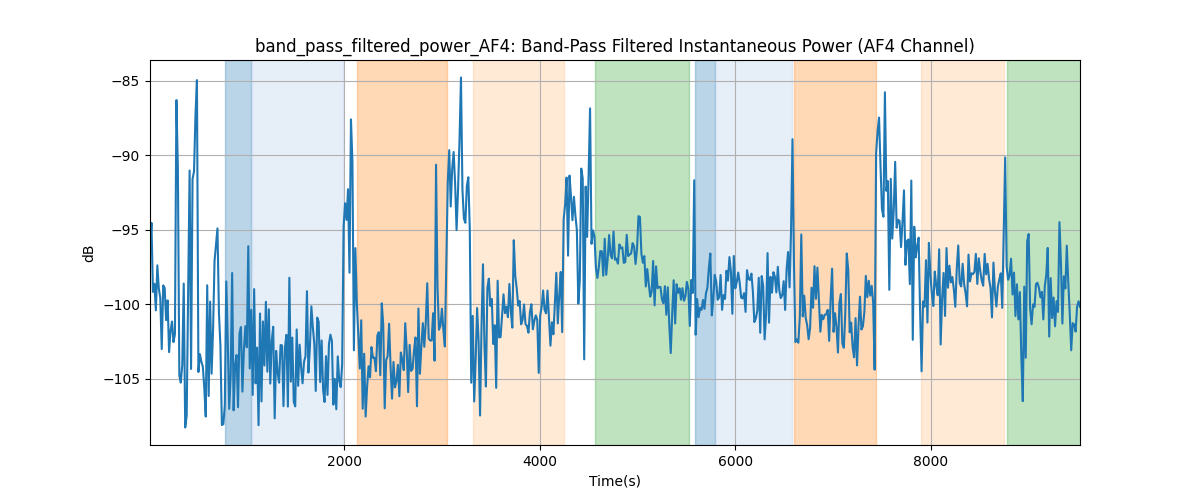 band_pass_filtered_power_AF4: Band-Pass Filtered Instantaneous Power (AF4 Channel)
−85
−90
−95
−100
−105
dB
2000 4000 6000 8000
Time(s)